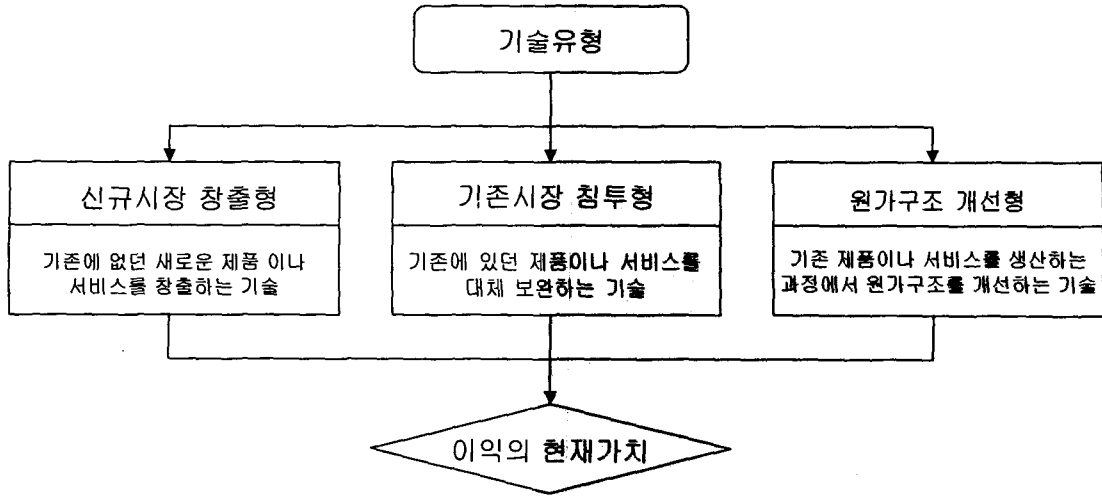 기술유형
신규시장 창출형
기존에 없던 새로운 제품 이나
서비스를 창출하는 기술
기존시장 침투형
기존에 있던 제품이나 서비스를
대체 보완하는 기술
원가구조 개선형
기존 제품이나 서비스를 생산하는
과정에서 원가구조를 개선하는 기술
이익의 현재가치